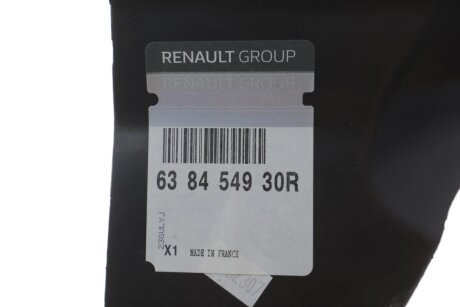 RENAULT GROUP
RENAULT GROUP
63 84 549 30R
X1 MADE IN FRANCE